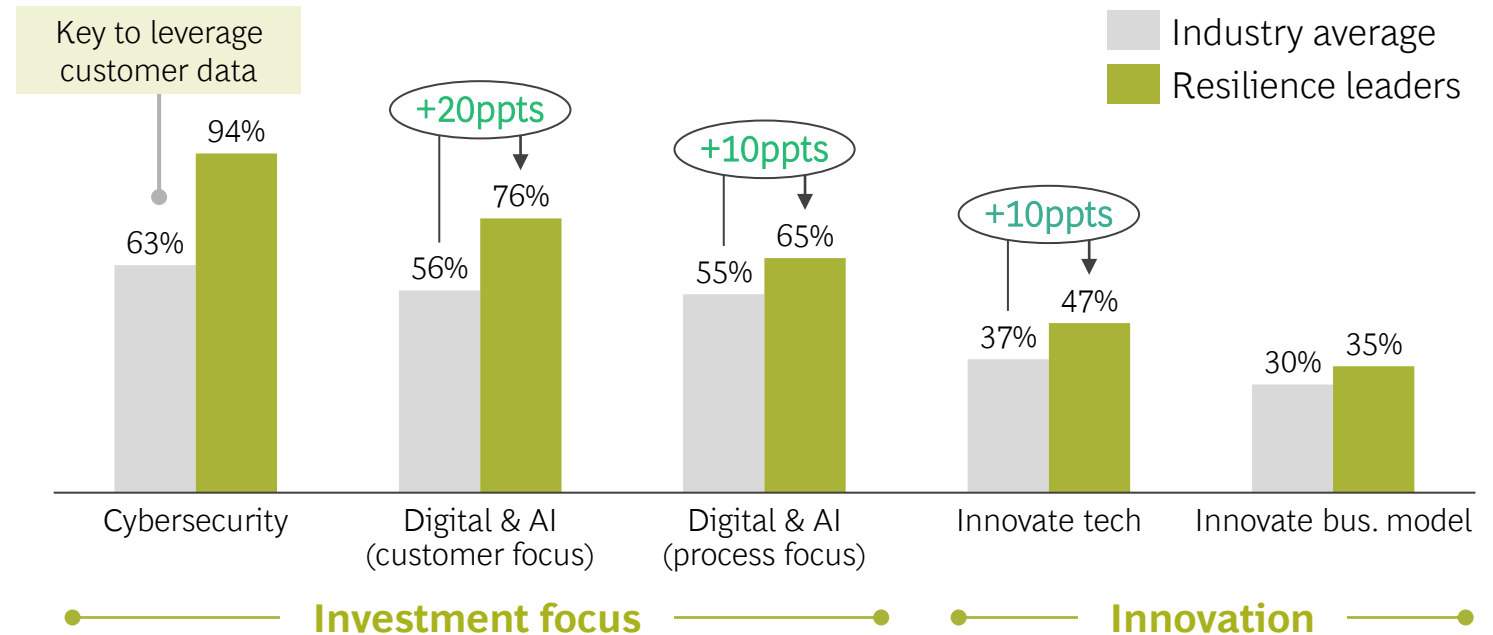 Key to leverage
customer data
Industry average
Resilience leaders
94%
63%
+20ppts
76%
56%
+10ppts
65%
55%
+10ppts
47%
37%
35%
30%
Cybersecurity
Digital & AI
(customer focus)
Digital & AI
(process focus)
Innovate tech
Innovate bus. model
Investment focus
Innovation